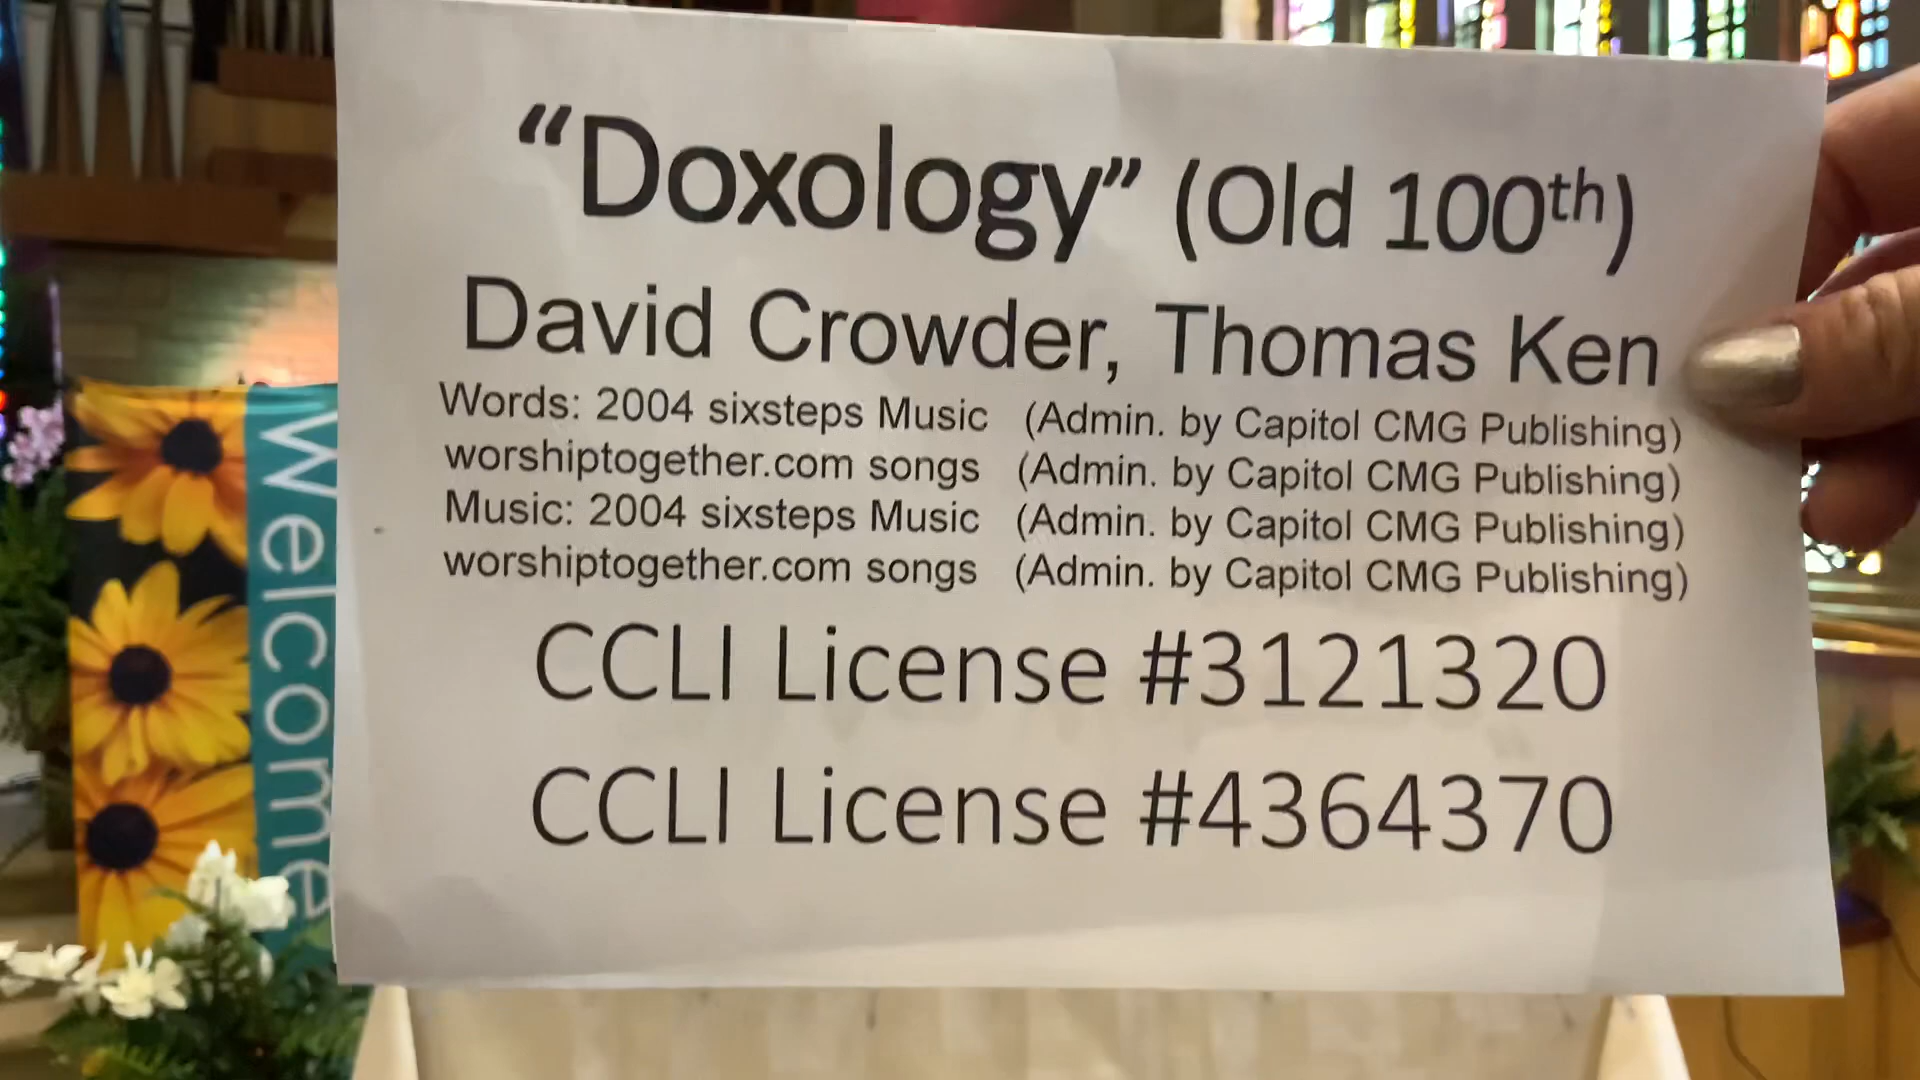 “Doxology” (Old 100th)
David Crowder, Thomas Ken
Words: 2004 sixsteps Music (Admin. by Capitol CMG Publishing)
worshiptogether.com songs (Admin. by Capitol CMG Publishing)
Music: 2004 sixsteps Music (Admin. by Capitol CMG Publishing)
worshiptogether.com songs (Admin. by Capitol CMG Publishing)
CCLI License #3121320
CCLI License #4364370
Welcome